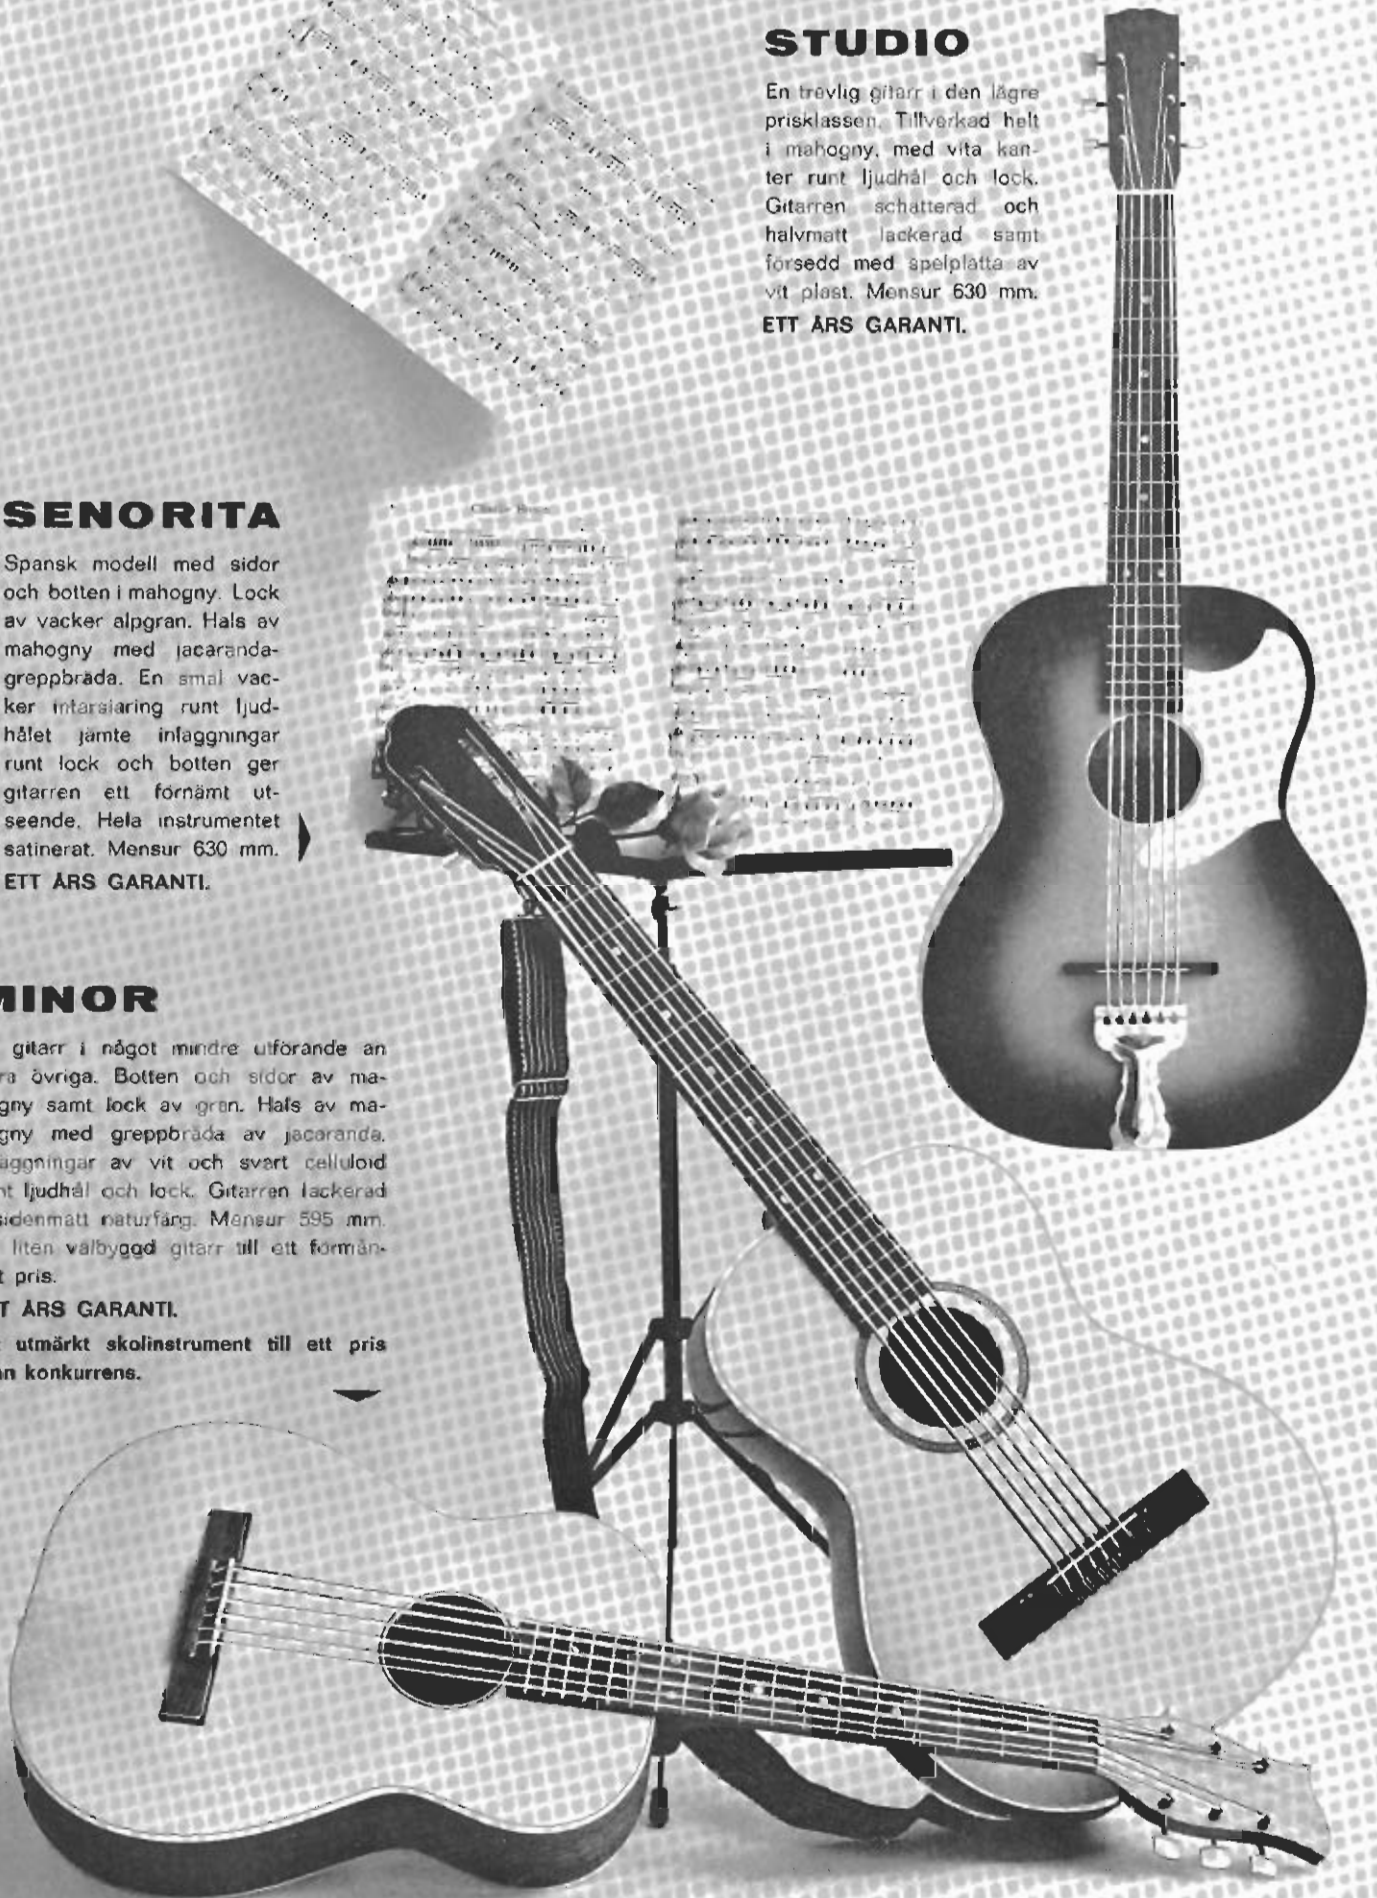 STUDIO
En trevlig gitarr i den lägre
prisklassen. Tillverkad helt
i mahogny, med vita kan-
ter runt ljudhål och lock.
Gitarren schatterad och
halvmatt lackerad samt
försedd med spelplatta av
vit plast. Mensur 630 mm.
ETT ÅRS GARANTI.
SENORITA
Spansk modell med sidor
och botten i mahogny. Lock
av vacker alpgran. Hals av
mahogny med jacaranda-
greppbräda. En smal vac-
ker intarsiaring runt ljud-
hålet jämte inläggningar
runt lock och botten ger
gitarren ett förnämt ut-
seende. Hela instrumentet
satinerat. Mensur 630 mm.
ETT ÅRS GARANTI.
MINOR
gitarr i något mindre utförande än
ra övriga. Botten och sidor av ma-
gny samt lock av gran. Hals av ma-
gny med greppbräda av jacaranda.
äggningar av vit och svart celluloid
nt ljudhål och lock. Gitarren lackerad
sidenmatt naturfärg. Mensur 595 mm.
liten välbyggd gitarr till ett förmån-
t pris.
T ÅRS GARANTI.
t utmärkt skolinstrument till ett pris
an konkurrens.